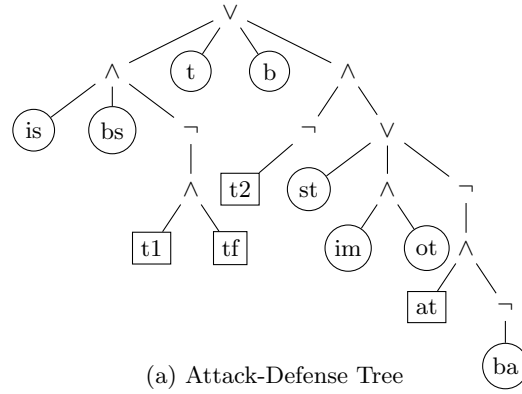 ∨
∧ t b ∧
is bs ¬ ¬ ∨
∧ t2 st ∧ ¬
t1 tf im ot ∧
at ¬
ba
(a) Attack-Defense Tree